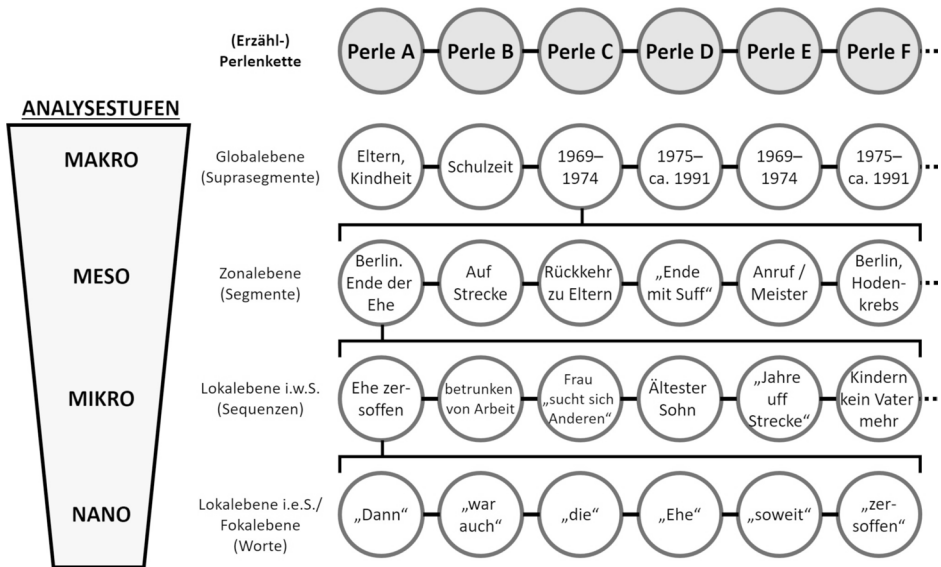 (Erzähl-)
Perlenkette
Perle A
Perle B
Perle C
Perle D
Perle E
Perle F
ANALYSESTUFEN
MAKRO
Globalebene
(Suprasegmente)
Eltern,
Kindheit
Schulzeit
1969–
1974
1975–
ca. 1991
1969–
1974
1975–
ca. 1991
MESO
Zonalebene
(Segmente)
Berlin.
Ende der
Ehe
Auf
Strecke
Rückkehr
zu Eltern
„Ende
mit Suff“
Anruf /
Meister
Berlin,
Hoden-
krebs
MIKRO
Lokalebene i.w.S.
(Sequenzen)
Ehe zer-
soffen
betrunken
von Arbeit
Frau
„sucht sich
Anderen“
Ältester
Sohn
„Jahre
uff
Strecke“
Kindern
kein Vater
mehr
NANO
Lokalebene i.e.S./
Fokalebene
(Worte)
„Dann“
„war
auch“
„die“
„Ehe“
„soweit“
„zer-
soffen“